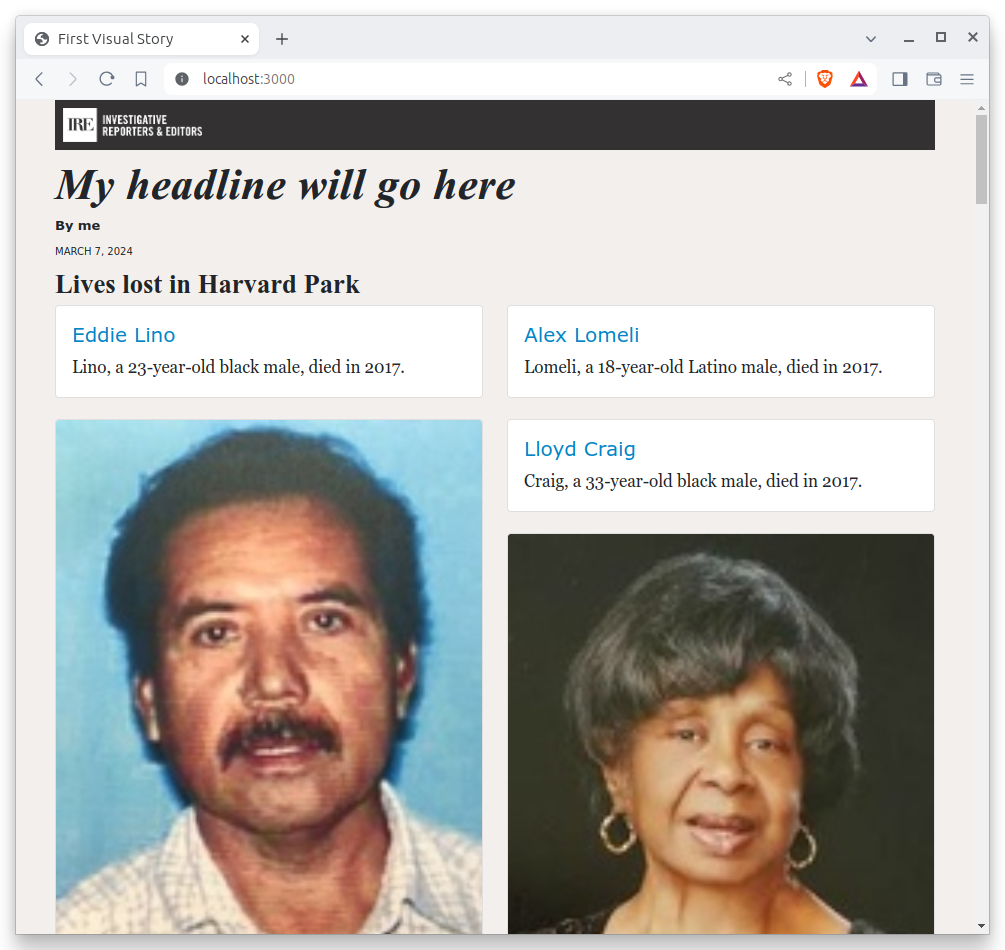 First Visual Story
localhost:3000
IRE INVESTIGATIVE
REPORTERS & EDITORS
My headline will go here
By me
MARCH 7, 2024
Lives lost in Harvard Park
Eddie Lino
Lino, a 23-year-old black male, died in 2017.
Alex Lomeli
Lomeli, a 18-year-old Latino male, died in 2017.
Lloyd Craig
Craig, a 33-year-old black male, died in 2017.